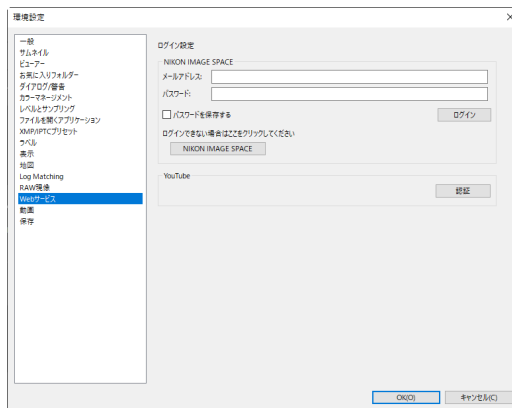 環境設定
一般
サムネイル
ビューアー
お気に入りフォルダー
ダイアログ/警告
カラーマネージメント
レベルとサンプリング
ファイルを開くアプリケーション
XMP/IPTCプリセット
ラベル
表示
地図
Log Matching
RAW現像
Webサービス
動画
保存
ログイン設定
NIKON IMAGE SPACE
メールアドレス:
パスワード:
パスワードを保存する
ログイン
ログインできない場合はここをクリックしてください
NIKON IMAGE SPACE
YouTube
認証
OK(O)
キャンセル(C)